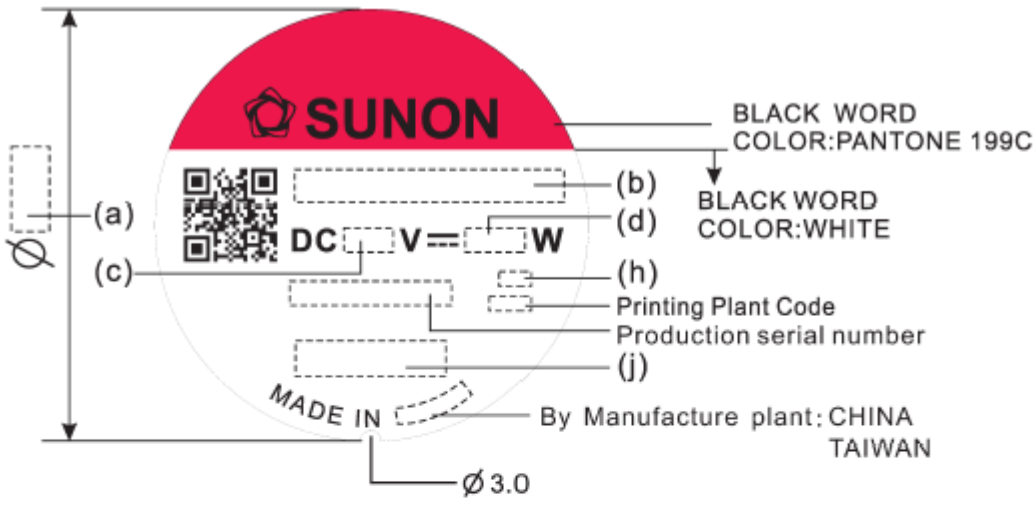 SUNON
BLACK WORD
COLOR:PANTONE 199C
(b)
BLACK WORD
COLOR:WHITE
(a)
(d)
DC V W
(c)
(h)
Printing Plant Code
Production serial number
(j)
MADE IN
By Manufacture plant: CHINA
TAIWAN
Ø
Ø3.0